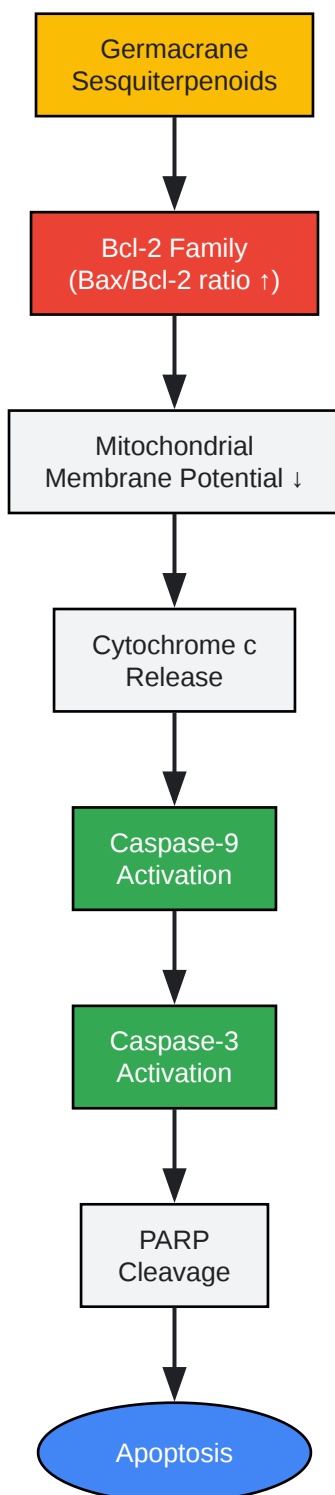 Germacrane
Sesquiterpenoids
Bcl-2 Family
(Bax/Bcl-2 ratio ↑)
Mitochondrial
Membrane Potential ↓
Cytochrome c
Release
Caspase-9
Activation
Caspase-3
Activation
PARP
Cleavage
Apoptosis